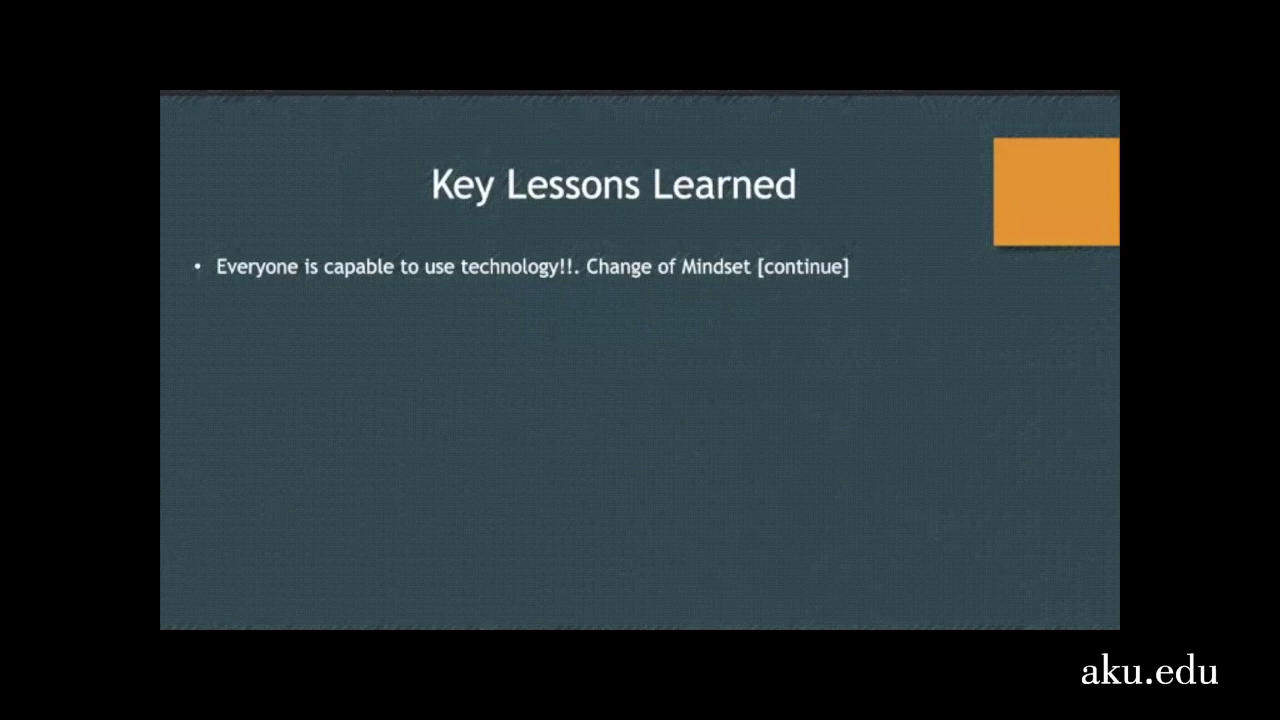 Key Lessons Learned
• Everyone is capable to use technology!!. Change of Mindset [continue]
aku.edu